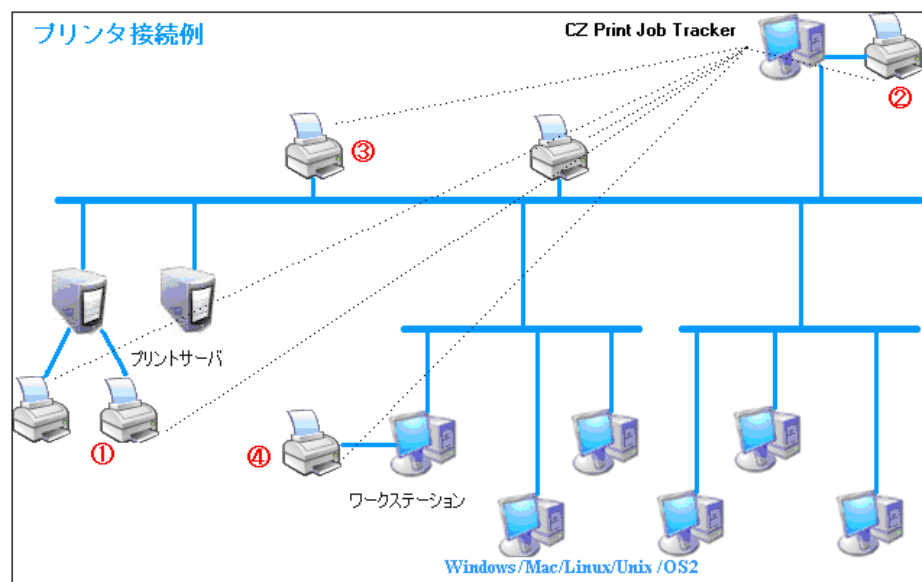 プリンタ接続例
CZ Print Job Tracker
②
③
プリントサーバ
①
④
ワークステーション
Windows/Mac/Linux/Unix /OS2